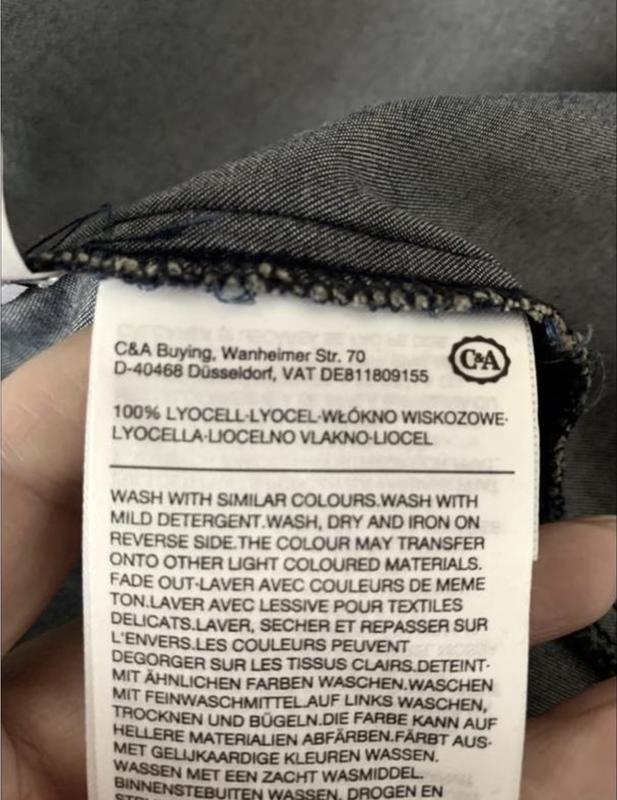 C&A Buying, Wanheimer Str. 70
D-40468 Düsseldorf, VAT DE811809155
C&A
100% LYOCELL·LYOCEL·WŁÓKNO WISKOZOWE·
LYOCELLA·LIOCELNO VLAKNO·LIOCEL
WASH WITH SIMILAR COLOURS.WASH WITH
MILD DETERGENT.WASH, DRY AND IRON ON
REVERSE SIDE.THE COLOUR MAY TRANSFER
ONTO OTHER LIGHT COLOURED MATERIALS.
FADE OUT·LAVER AVEC COULEURS DE MEME
TON.LAVER AVEC LESSIVE POUR TEXTILES
DELICATS.LAVER, SECHER ET REPASSER SUR
L'ENVERS.LES COULEURS PEUVENT
DEGORGER SUR LES TISSUS CLAIRS.DETEINT·
MIT ÄHNLICHEN FARBEN WASCHEN.WASCHEN
MIT FEINWASCHMITTEL.AUF LINKS WASCHEN,
TROCKNEN UND BÜGELN.DIE FARBE KANN AUF
HELLERE MATERIALIEN ABFÄRBEN.FÄRBT AUS·
MET GELIJKAARDIGE KLEUREN WASSEN.
WASSEN MET EEN ZACHT WASMIDDEL.
BINNENSTEBUITEN WASSEN, DROGEN EN